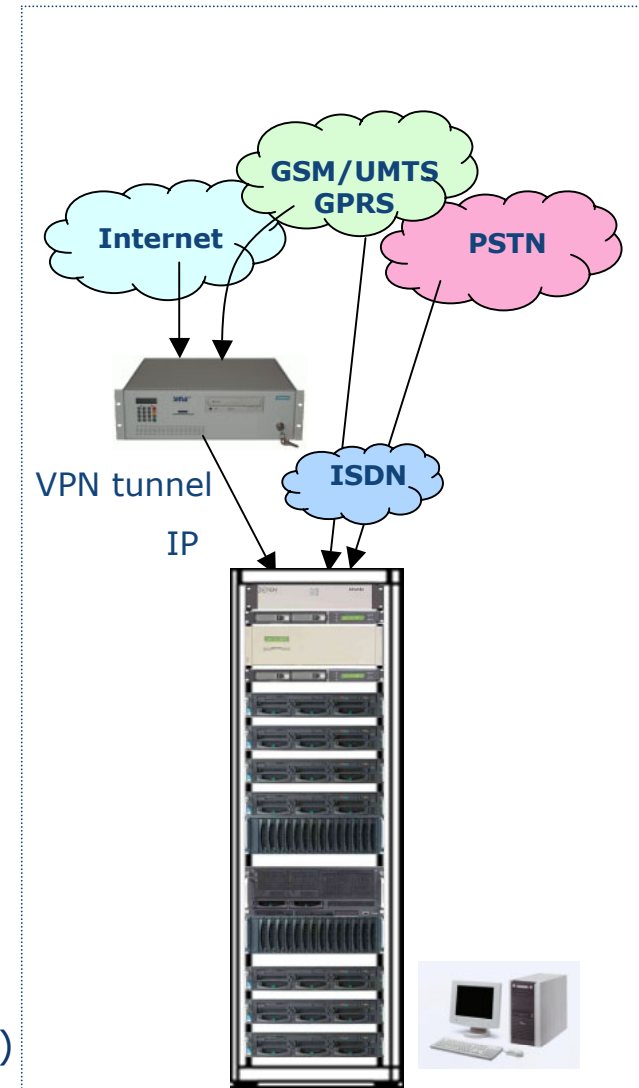 GSM/UMTS
GPRS
Internet
PSTN
VPN tunnel
ISDN
IP
)